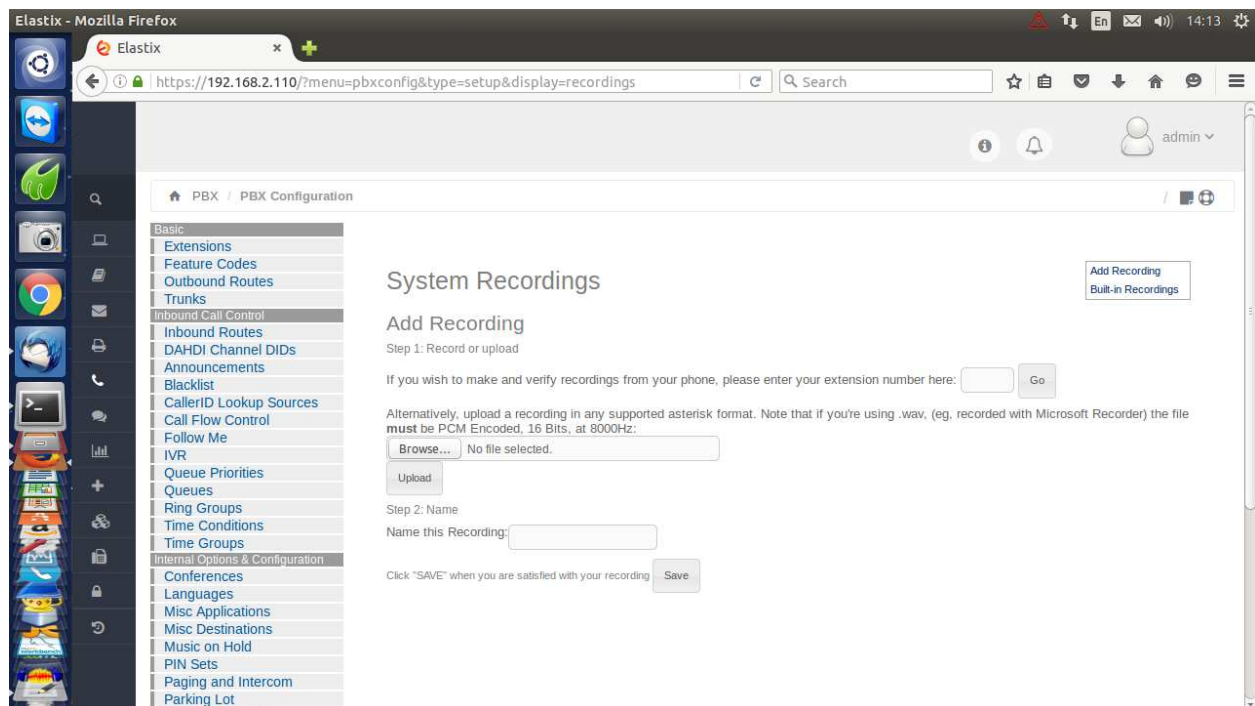 Elastix - Mozilla Firefox
En
14:13
Elastix
https://192.168.2.110/?menu=pbxconfig&type=setup&display=recordings
Search
admin
PBX / PBX Configuration
/
Basic
Extensions
Feature Codes
Outbound Routes
Trunks
Inbound Call Control
Inbound Routes
DAHDI Channel DIDs
Announcements
Blacklist
CallerID Lookup Sources
Call Flow Control
Follow Me
IVR
Queue Priorities
Queues
Ring Groups
Time Conditions
Time Groups
Internal Options & Configuration
Conferences
Languages
Misc Applications
Misc Destinations
Music on Hold
PIN Sets
Paging and Intercom
Parking Lot
System Recordings
Add Recording
Built-in Recordings
Add Recording
Step 1: Record or upload
If you wish to make and verify recordings from your phone, please enter your extension number here:
Go
Alternatively, upload a recording in any supported asterisk format. Note that if you're using .wav, (eg, recorded with Microsoft Recorder) the file
must be PCM Encoded, 16 Bits, at 8000Hz:
Browse... No file selected.
Upload
Step 2: Name
Name this Recording:
Click "SAVE" when you are satisfied with your recording
Save